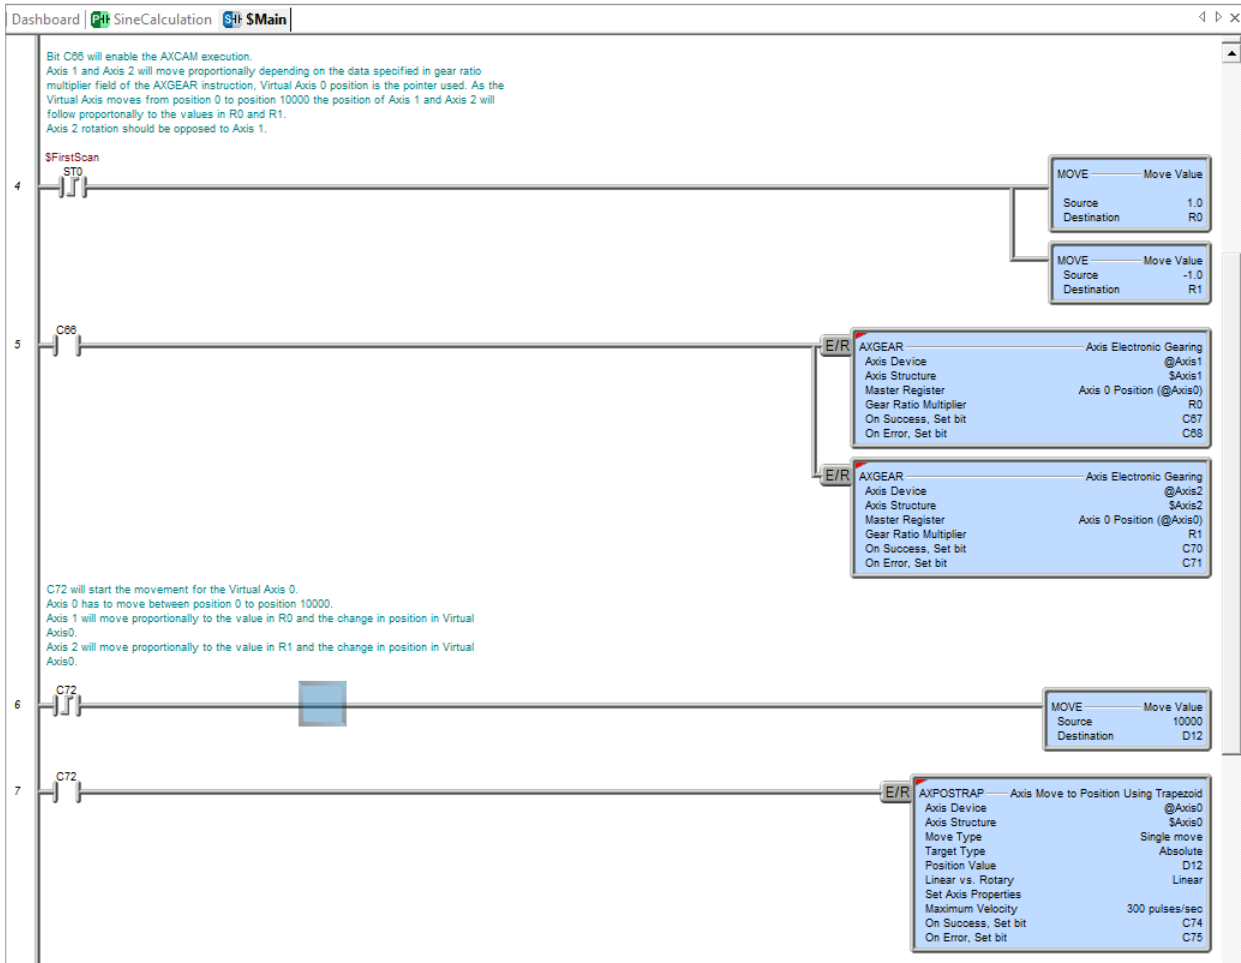 Dashboard SineCalculation $Main
Bit C66 will enable the AXCAM execution.
Axis 1 and Axis 2 will move proportionally depending on the data specified in gear ratio
multiplier field of the AXGEAR instruction, Virtual Axis 0 position is the pointer used. As the
Virtual Axis moves from position 0 to position 10000 the position of Axis 1 and Axis 2 will
follow proportonally to the values in R0 and R1.
Axis 2 rotation should be opposed to Axis 1.
$FirstScan
ST0
4
MOVE Move Value
Source 1.0
Destination R0
MOVE Move Value
Source -1.0
Destination R1
C66
5
E/R AXGEAR Axis Electronic Gearing
Axis Device @Axis1
Axis Structure $Axis1
Master Register Axis 0 Position (@Axis0)
Gear Ratio Multiplier R0
On Success, Set bit C67
On Error, Set bit C68
E/R AXGEAR Axis Electronic Gearing
Axis Device @Axis2
Axis Structure $Axis2
Master Register Axis 0 Position (@Axis0)
Gear Ratio Multiplier R1
On Success, Set bit C70
On Error, Set bit C71
C72 will start the movement for the Virtual Axis 0.
Axis 0 has to move between position 0 to position 10000.
Axis 1 will move proportionally to the value in R0 and the change in position in Virtual
Axis0.
Axis 2 will move proportionally to the value in R1 and the change in position in Virtual
Axis0.
C72
6
MOVE Move Value
Source 10000
Destination D12
C72
7
E/R AXPOSTRAP Axis Move to Position Using Trapezoid
Axis Device @Axis0
Axis Structure $Axis0
Move Type Single move
Target Type Absolute
Position Value D12
Linear vs. Rotary Linear
Set Axis Properties
Maximum Velocity 300 pulses/sec
On Success, Set bit C74
On Error, Set bit C75